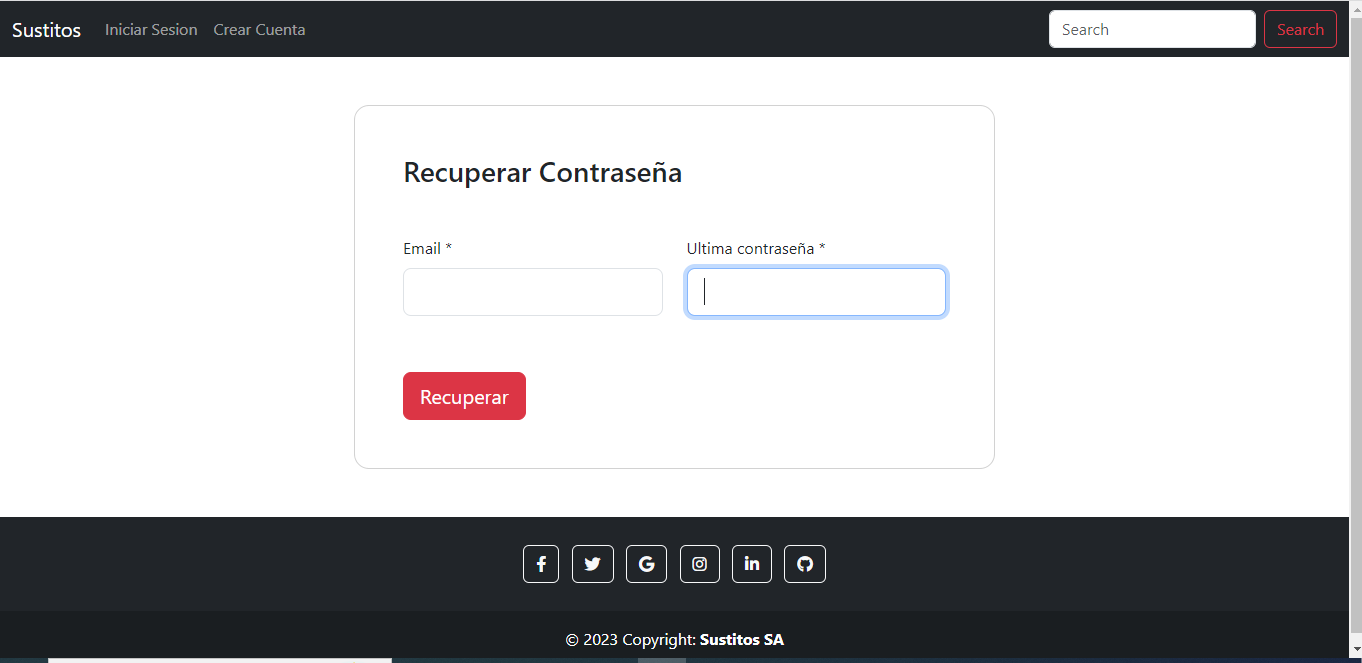 Sustitos Iniciar Sesion Crear Cuenta Search Search
Recuperar Contraseña
Email * Ultima contraseña *
Recuperar
© 2023 Copyright: Sustitos SA